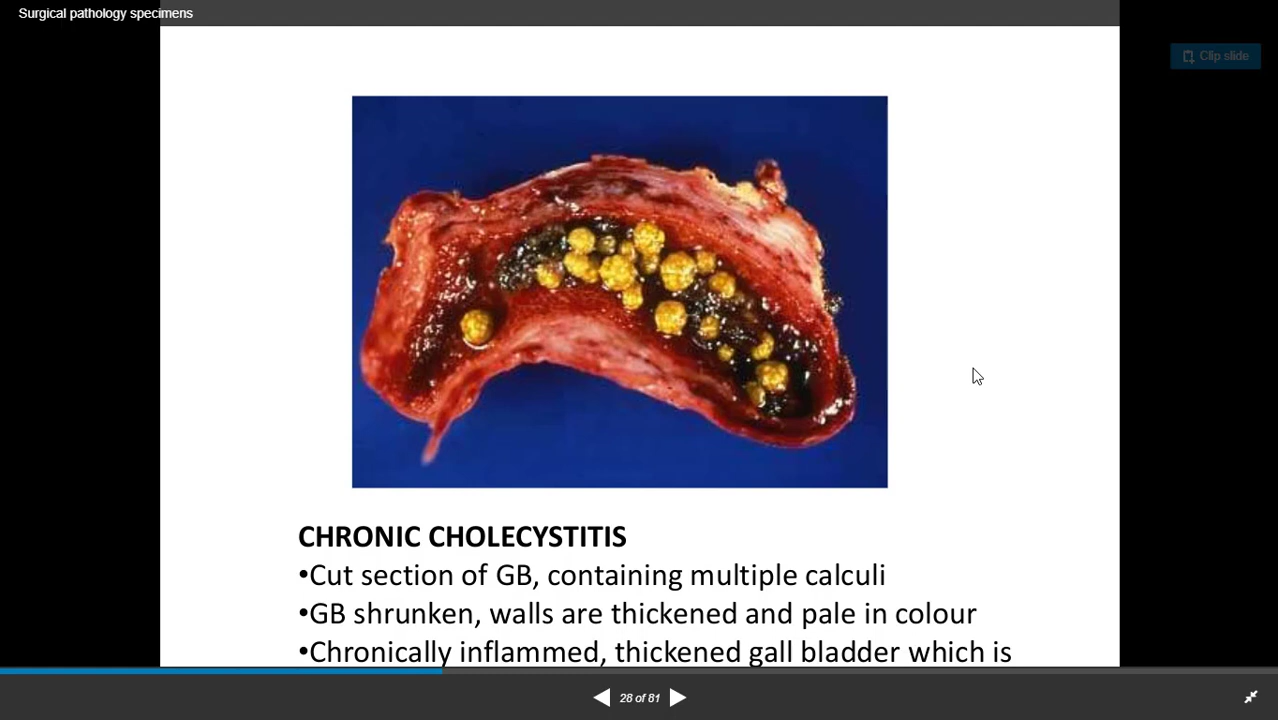 Surgical pathology specimens
Clip slide
CHRONIC CHOLECYSTITIS
•Cut section of GB, containing multiple calculi
•GB shrunken, walls are thickened and pale in colour
•Chronically inflammed, thickened gall bladder which is
28 of 81